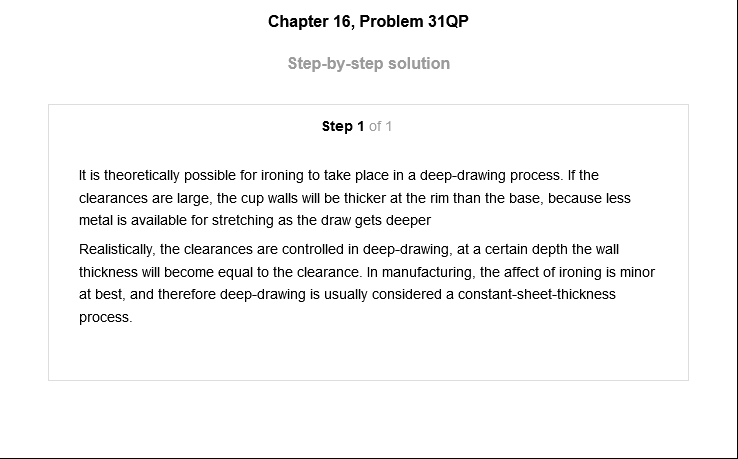 Chapter 16, Problem 31QP
Step-by-step solution
Step 1 of 1
It is theoretically possible for ironing to take place in a deep-drawing process. If the
clearances are large, the cup walls will be thicker at the rim than the base, because less
metal is available for stretching as the draw gets deeper
Realistically, the clearances are controlled in deep-drawing, at a certain depth the wall
thickness will become equal to the clearance. In manufacturing, the affect of ironing is minor
at best, and therefore deep-drawing is usually considered a constant-sheet-thickness
process.